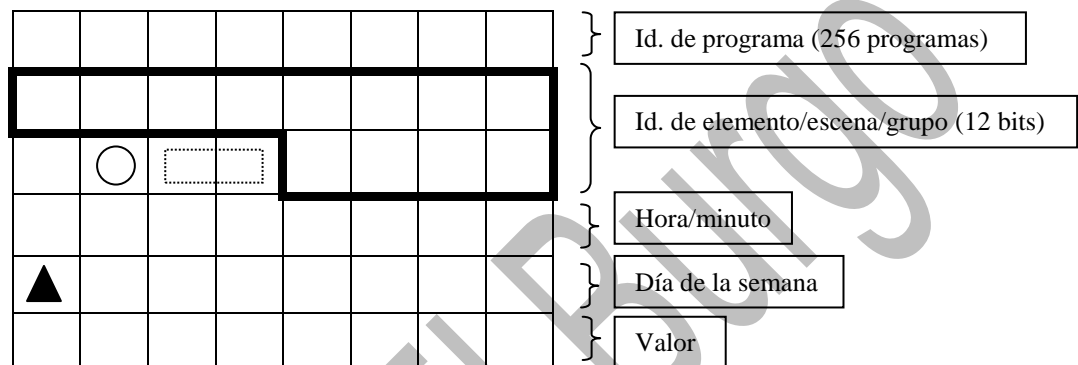 Id. de programa (256 programas)
Id. de elemento/escena/grupo (12 bits)
Hora/minuto
Día de la semana
Valor
Burgo